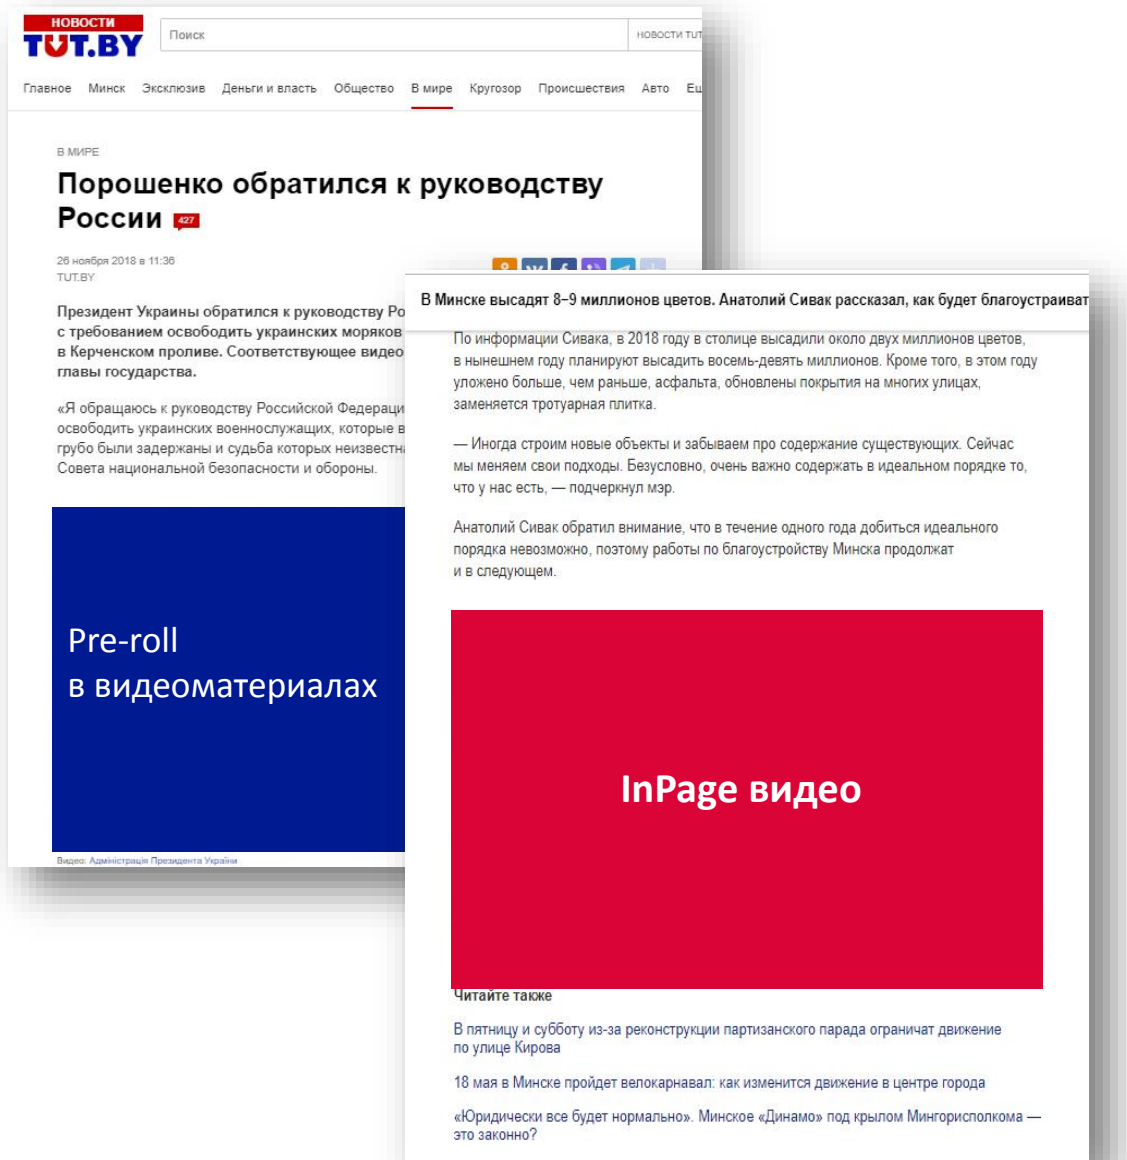 НОВОСТИ
TUT.BY
Поиск
НОВОСТИ TUT
Главное Минск Эксклюзив Деньги и власть Общество В мире Кругозор Происшествия Авто Ещ
В МИРЕ
Порошенко обратился к руководству
России 427
26 ноября 2018 в 11:36
TUT.BY
Президент Украины обратился к руководству Ро
с требованием освободить украинских моряков
в Керченском проливе. Соответствующее видео
главы государства.
«Я обращаюсь к руководству Российской Федераци
освободить украинских военнослужащих, которые в
грубо были задержаны и судьба которых неизвестна
Совета национальной безопасности и обороны.
Pre-roll
в видеоматериалах
Видео: Адміністрація Президента України
В Минске высадят 8–9 миллионов цветов. Анатолий Сивак рассказал, как будет благоустраиват
По информации Сивака, в 2018 году в столице высадили около двух миллионов цветов,
в нынешнем году планируют высадить восемь-девять миллионов. Кроме того, в этом году
уложено больше, чем раньше, асфальта, обновлены покрытия на многих улицах,
заменяется тротуарная плитка.
— Иногда строим новые объекты и забываем про содержание существующих. Сейчас
мы меняем свои подходы. Безусловно, очень важно содержать в идеальном порядке то,
что у нас есть, — подчеркнул мэр.
Анатолий Сивак обратил внимание, что в течение одного года добиться идеального
порядка невозможно, поэтому работы по благоустройству Минска продолжат
и в следующем.
InPage видео
Читайте также
В пятницу и субботу из-за реконструкции партизанского парада ограничат движение
по улице Кирова
18 мая в Минске пройдет велокарнавал: как изменится движение в центре города
«Юридически все будет нормально». Минское «Динамо» под крылом Мингорисполкома —
это законно?